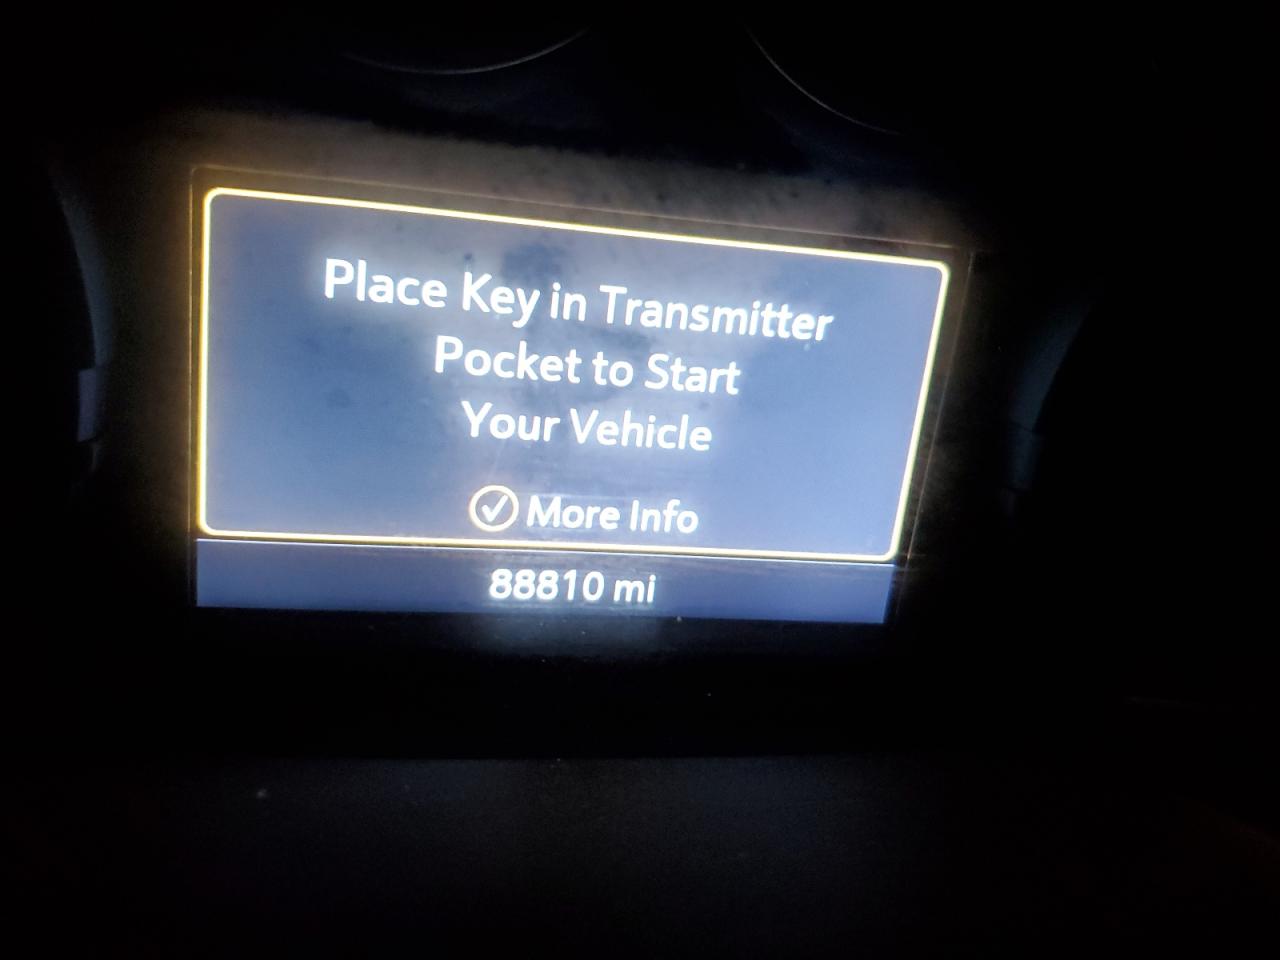 Place Key in Transmitter
Pocket to Start
Your Vehicle
More Info
88810 mi